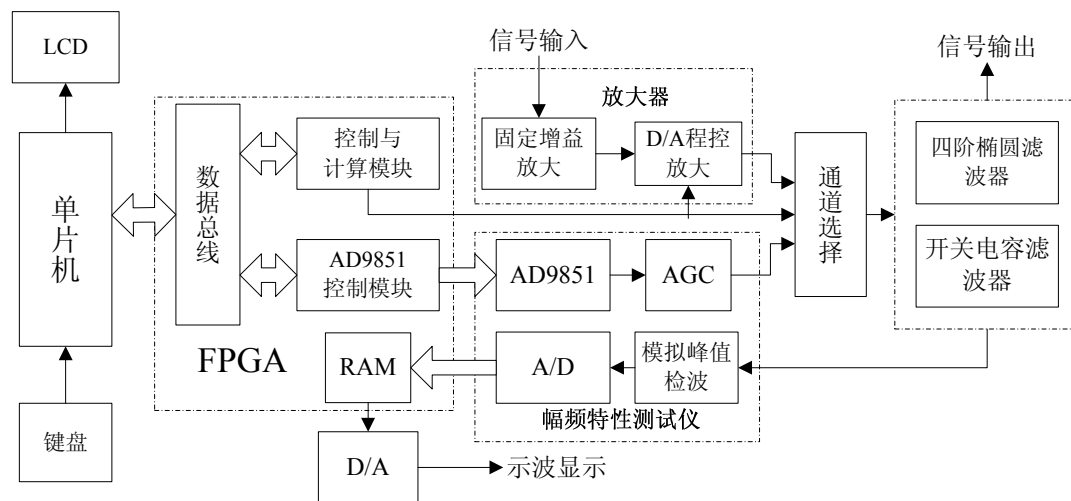 LCD
单片机
键盘
数据总线
控制与
计算模块
AD9851
控制模块
FPGA
RAM
D/A
示波显示
信号输入
放大器
固定增益
放大
D/A程控
放大
AD9851
AGC
A/D
模拟峰值
检波
幅频特性测试仪
通道选择
信号输出
四阶椭圆滤
波器
开关电容滤
波器